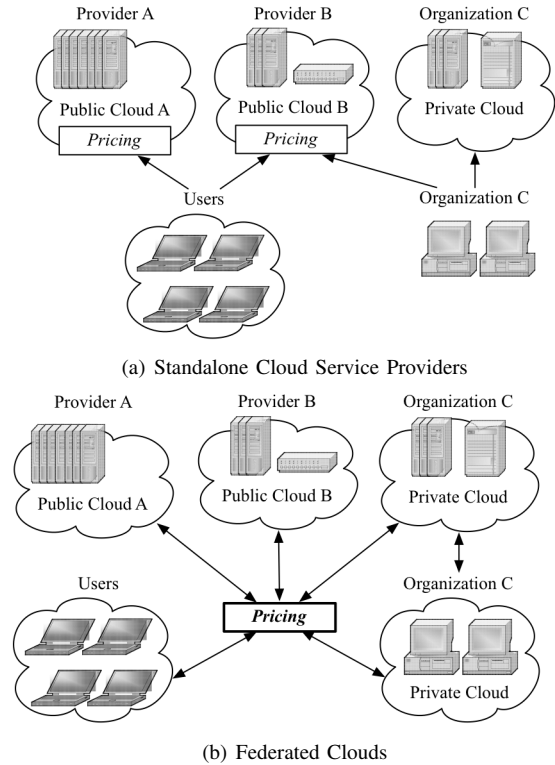 Provider A
Provider B
Organization C
Public Cloud A
Public Cloud B
Private Cloud
Pricing
Pricing
Users
Organization C
(a) Standalone Cloud Service Providers
Provider A
Provider B
Organization C
Public Cloud A
Public Cloud B
Private Cloud
Users
Pricing
Organization C
Private Cloud
(b) Federated Clouds